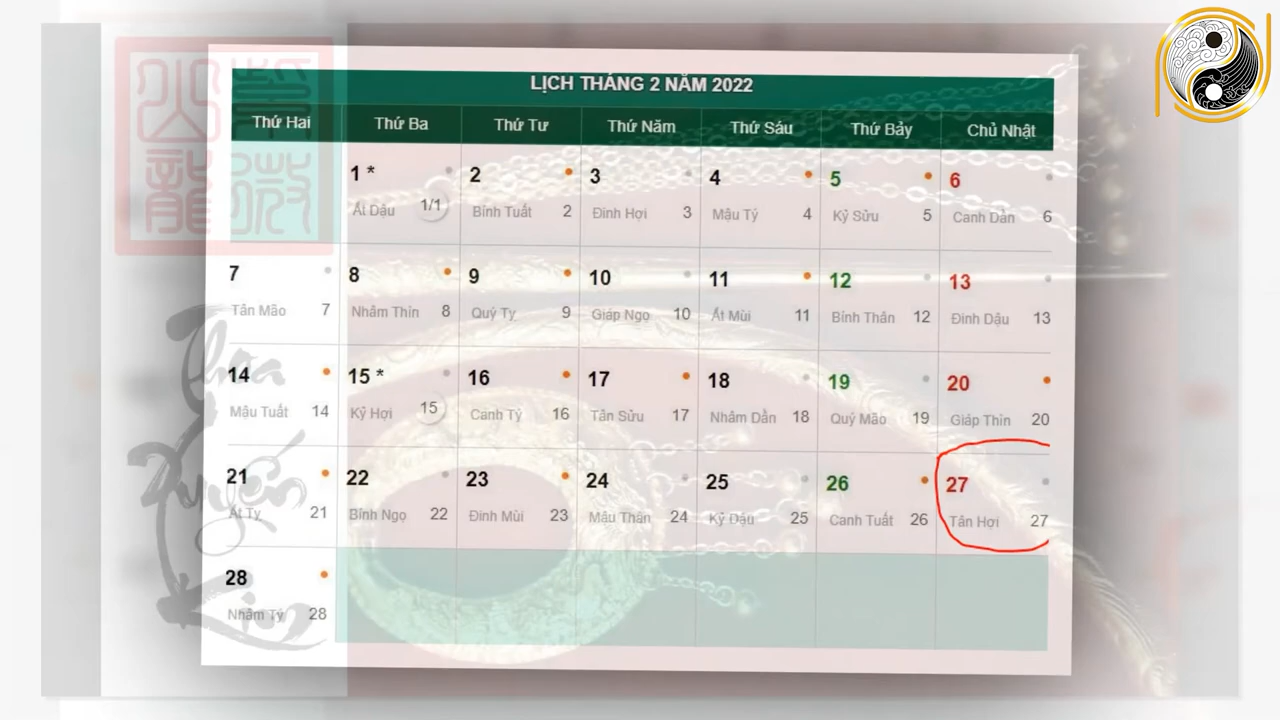 LỊCH THÁNG 2 NĂM 2022
Thứ Hai Thứ Ba Thứ Tư Thứ Năm Thứ Sáu Thứ Bảy Chủ Nhật
1 * 2 3 4 5 6
Ất Dậu 1/1 Bính Tuất 2 Đinh Hợi 3 Mậu Tý 4 Kỷ Sửu 5 Canh Dần 6
7 8 9 10 11 12 13
Tân Mão 7 Nhâm Thìn 8 Quý Tỵ 9 Giáp Ngọ 10 Ất Mùi 11 Bính Thân 12 Đinh Dậu 13
14 15 * 16 17 18 19 20
Mậu Tuất 14 Kỷ Hợi 15 Canh Tý 16 Tân Sửu 17 Nhâm Dần 18 Quý Mão 19 Giáp Thìn 20
21 22 23 24 25 26 27
Ất Tỵ 21 Bính Ngọ 22 Đinh Mùi 23 Mậu Thân 24 Kỷ Dậu 25 Canh Tuất 26 Tân Hợi 27
28
Nhâm Tý 28